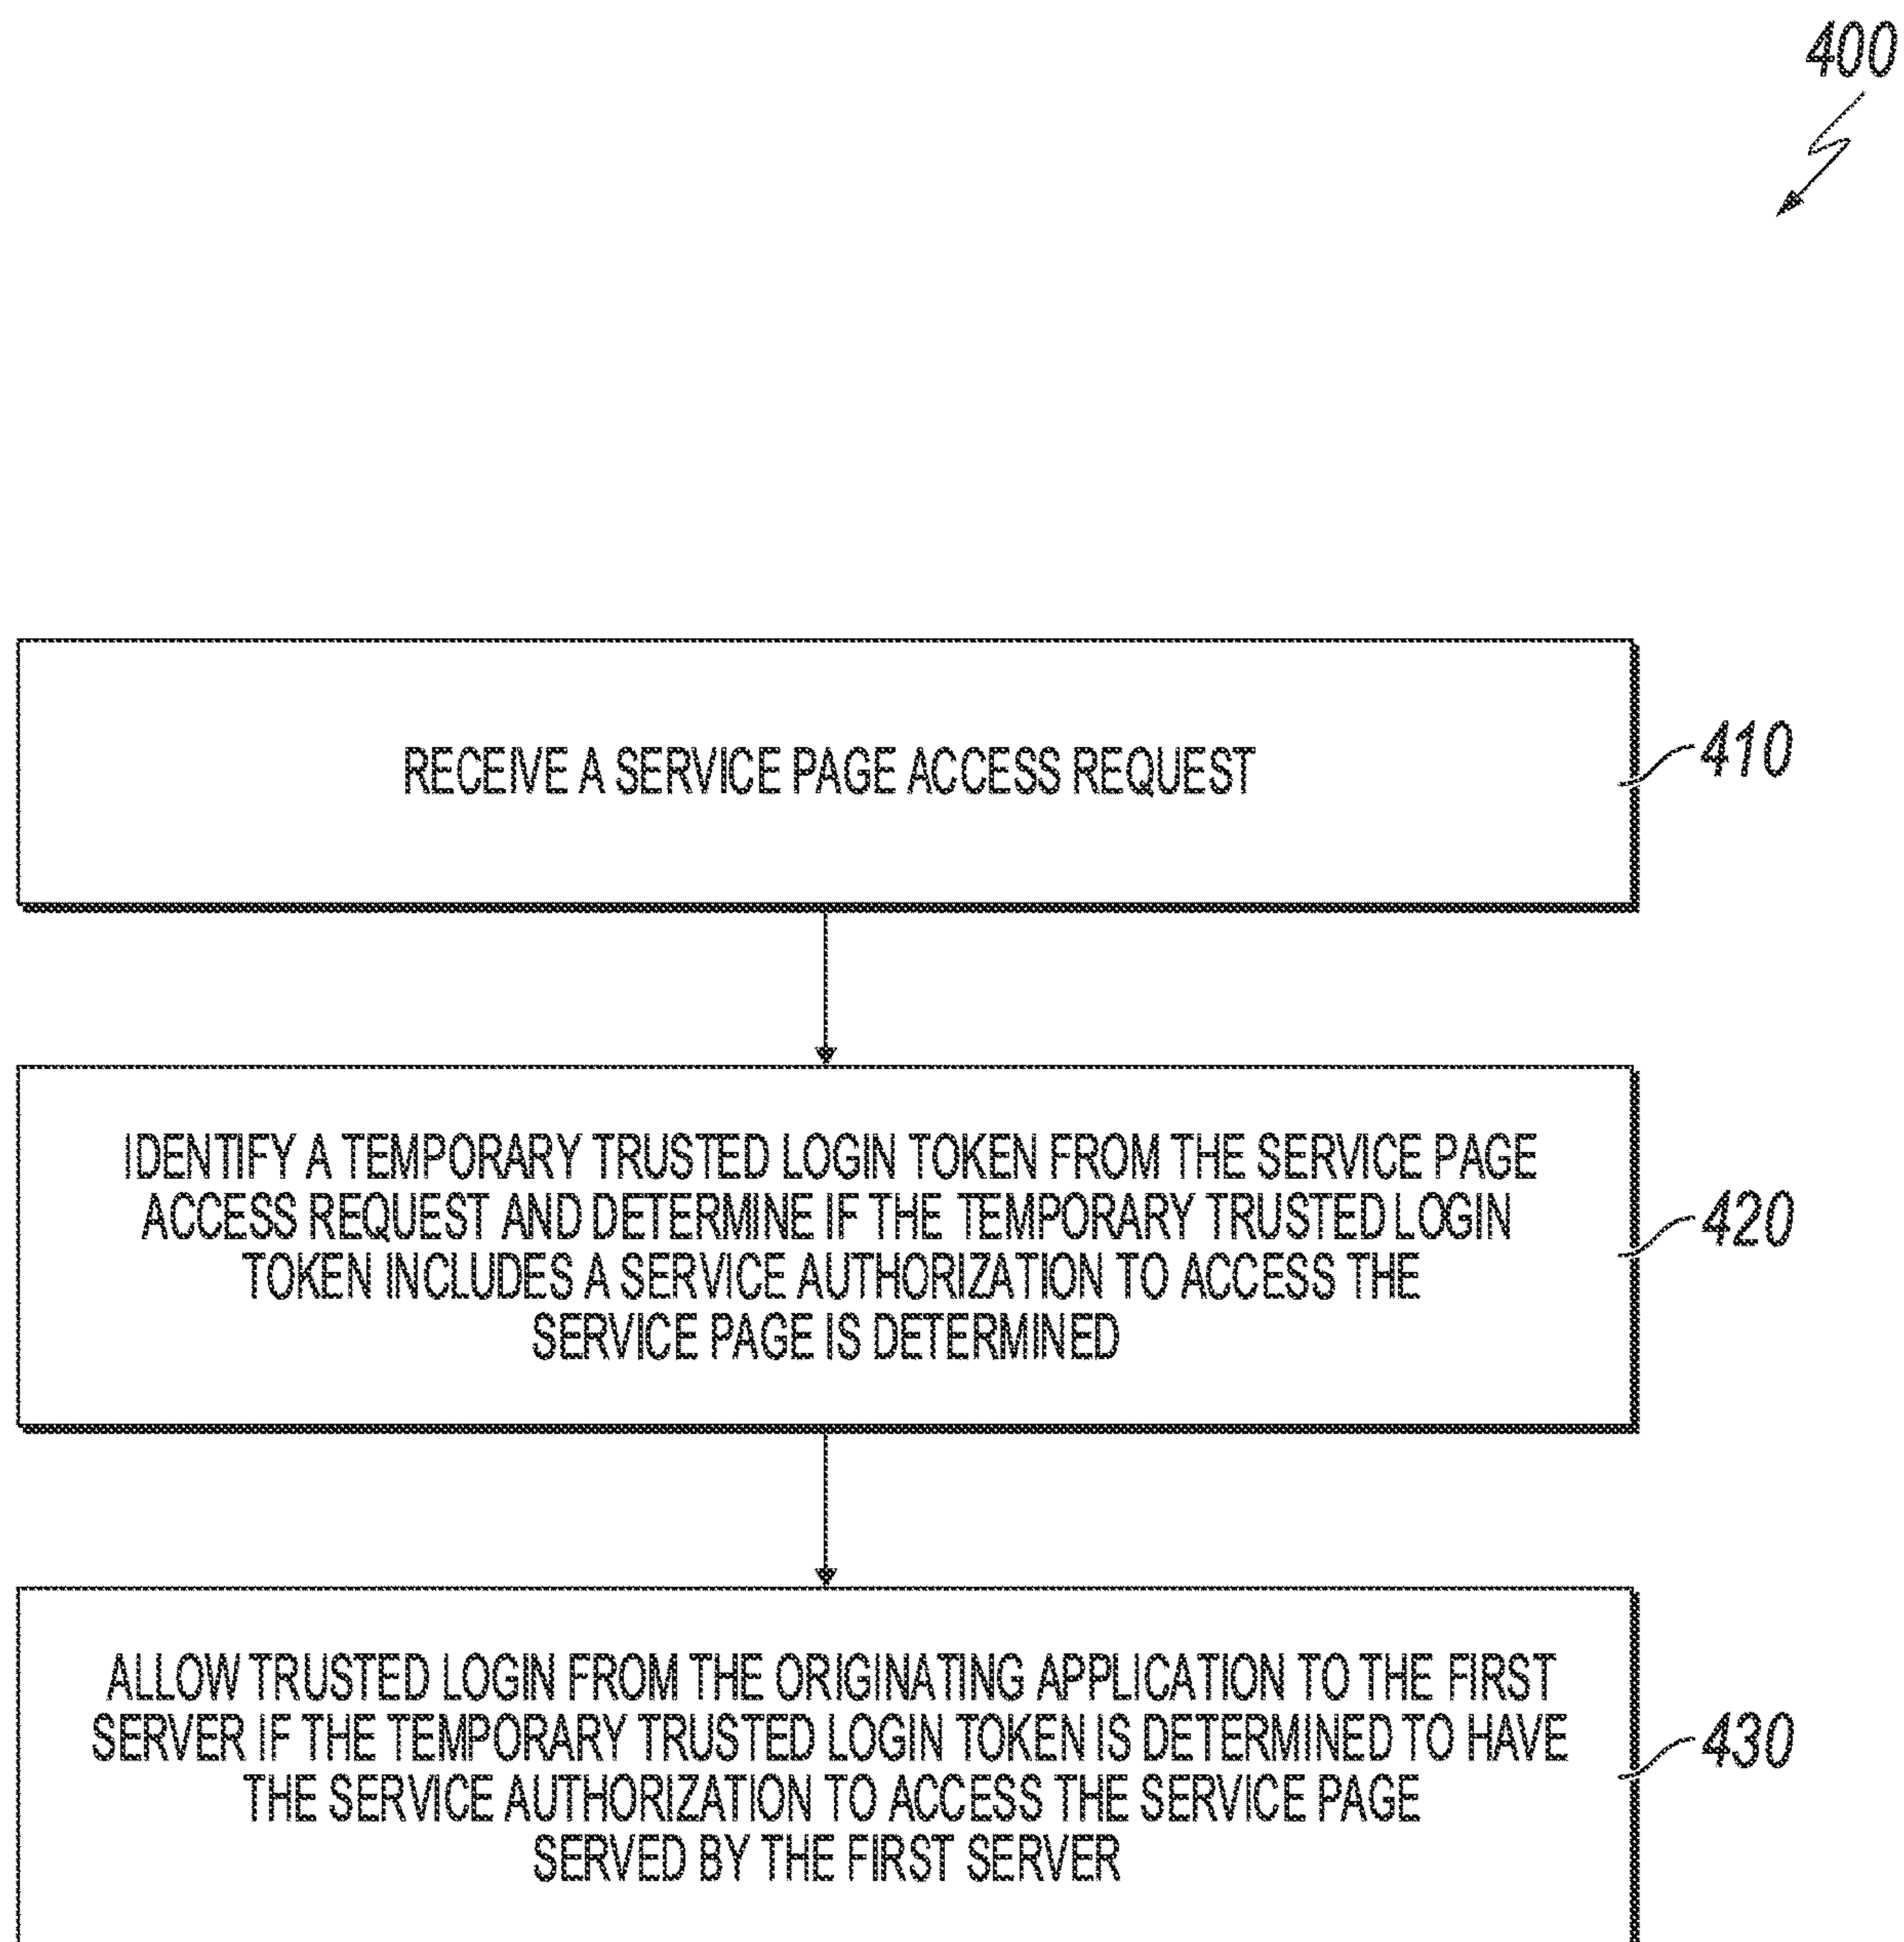 400
RECEIVE A SERVICE PAGE ACCESS REQUEST
410
IDENTIFY A TEMPORARY TRUSTED LOGIN TOKEN FROM THE SERVICE PAGE
ACCESS REQUEST AND DETERMINE IF THE TEMPORARY TRUSTED LOGIN
TOKEN INCLUDES A SERVICE AUTHORIZATION TO ACCESS THE
SERVICE PAGE IS DETERMINED
420
ALLOW TRUSTED LOGIN FROM THE ORIGINATING APPLICATION TO THE FIRST
SERVER IF THE TEMPORARY TRUSTED LOGIN TOKEN IS DETERMINED TO HAVE
THE SERVICE AUTHORIZATION TO ACCESS THE SERVICE PAGE
SERVED BY THE FIRST SERVER
430